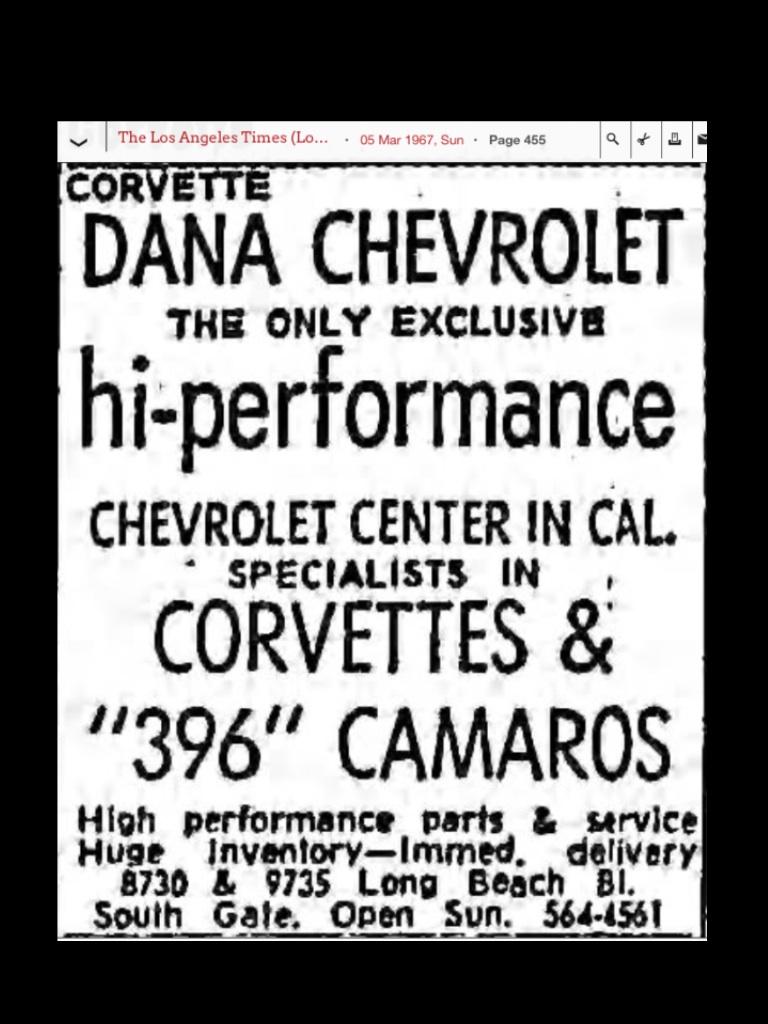 The Los Angeles Times (Lo... · 05 Mar 1967, Sun · Page 455
CORVETTE
DANA CHEVROLET
THE ONLY EXCLUSIVE
hi-performance
CHEVROLET CENTER IN CAL.
SPECIALISTS IN
CORVETTES &
"396" CAMAROS
High performance parts & service
Huge Inventory—Immed. delivery
8730 & 9735 Long Beach Bl.
South Gate. Open Sun. 564-4561